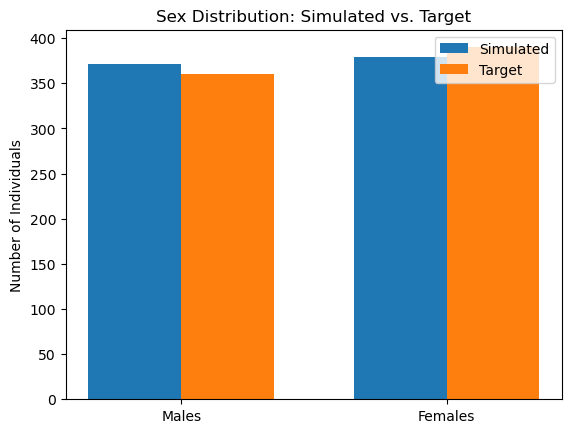 Sex Distribution: Simulated vs. Target
Number of Individuals
400
350
300
250
200
150
100
50
0
Simulated
Target
Males
Females